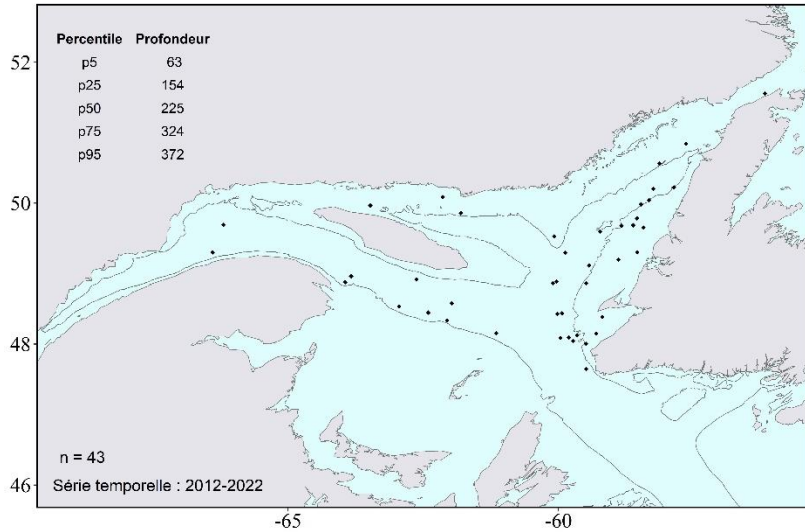 52
50
48
46
Percentile Profondeur
p5 63
p25 154
p50 225
p75 324
p95 372
n = 43
Série temporelle : 2012-2022
-65 -60